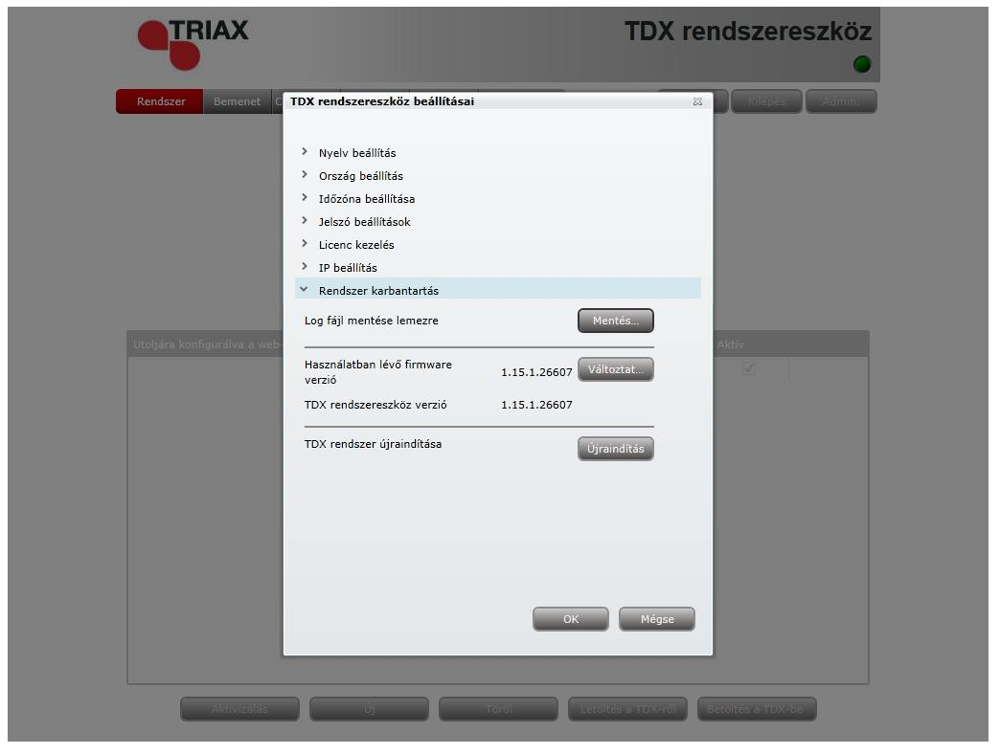 TRIAX
TDX rendszereszköz
Rendszer
Bemenet
Kilépés
Admin.
TDX rendszereszköz beállításai
Nyelv beállítás
Ország beállítás
Időzóna beállítása
Jelszó beállítások
Licenc kezelés
IP beállítás
Rendszer karbantartás
Log fájl mentése lemezre
Mentés...
Használatban lévő firmware
verzió
1.15.1.26607
Változtat...
TDX rendszereszköz verzió
1.15.1.26607
TDX rendszer újraindítása
Újraindítás
OK
Mégse
Utoljára konfigurálva a web-
Aktív
Aktivizálás
Új
Töröl
Letöltés a TDX-ről
Betöltés a TDX-be